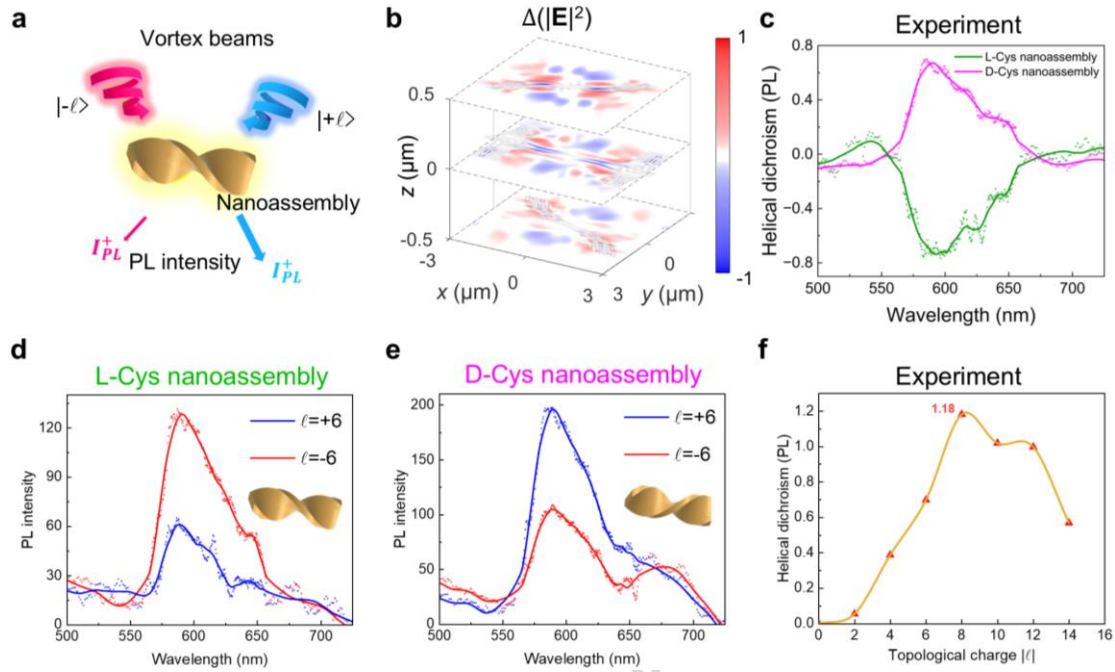 a
Vortex beams
|-ℓ⟩
|+ℓ⟩
Nanoassembly
I⁺PL
PL intensity
I⁺PL
b
Δ(|E|²)
1
0.5
0
-0.5
z (μm)
-3
0
3
x (μm)
3
0
y (μm)
-1
c
Experiment
L-Cys nanoassembly
D-Cys nanoassembly
0.8
0.4
0.0
−0.4
−0.8
Helical dichroism (PL)
500 550 600 650 700
Wavelength (nm)
d
L-Cys nanoassembly
ℓ=+6
ℓ=-6
120
90
60
30
0
PL intensity
500 550 600 650 700
Wavelength (nm)
e
D-Cys nanoassembly
ℓ=+6
ℓ=-6
200
150
100
50
0
PL intensity
500 550 600 650 700
Wavelength (nm)
f
Experiment
1.18
1.2
1.0
0.8
0.6
0.4
0.2
0.0
Helical dichroism (PL)
0 2 4 6 8 10 12 14 16
Topological charge |ℓ|